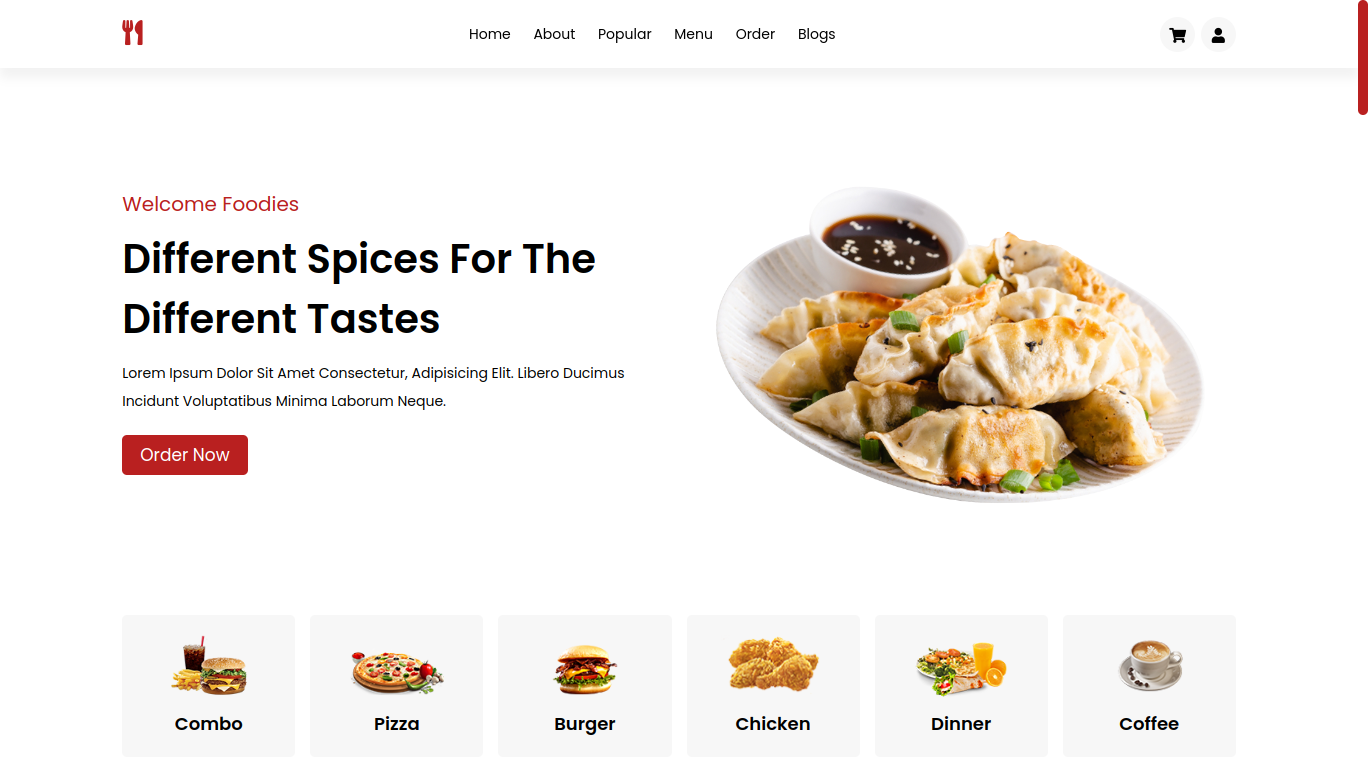 Home About Popular Menu Order Blogs
Welcome Foodies
Different Spices For The
Different Tastes
Lorem Ipsum Dolor Sit Amet Consectetur, Adipisicing Elit. Libero Ducimus
Incidunt Voluptatibus Minima Laborum Neque.
Order Now
Combo Pizza Burger Chicken Dinner Coffee